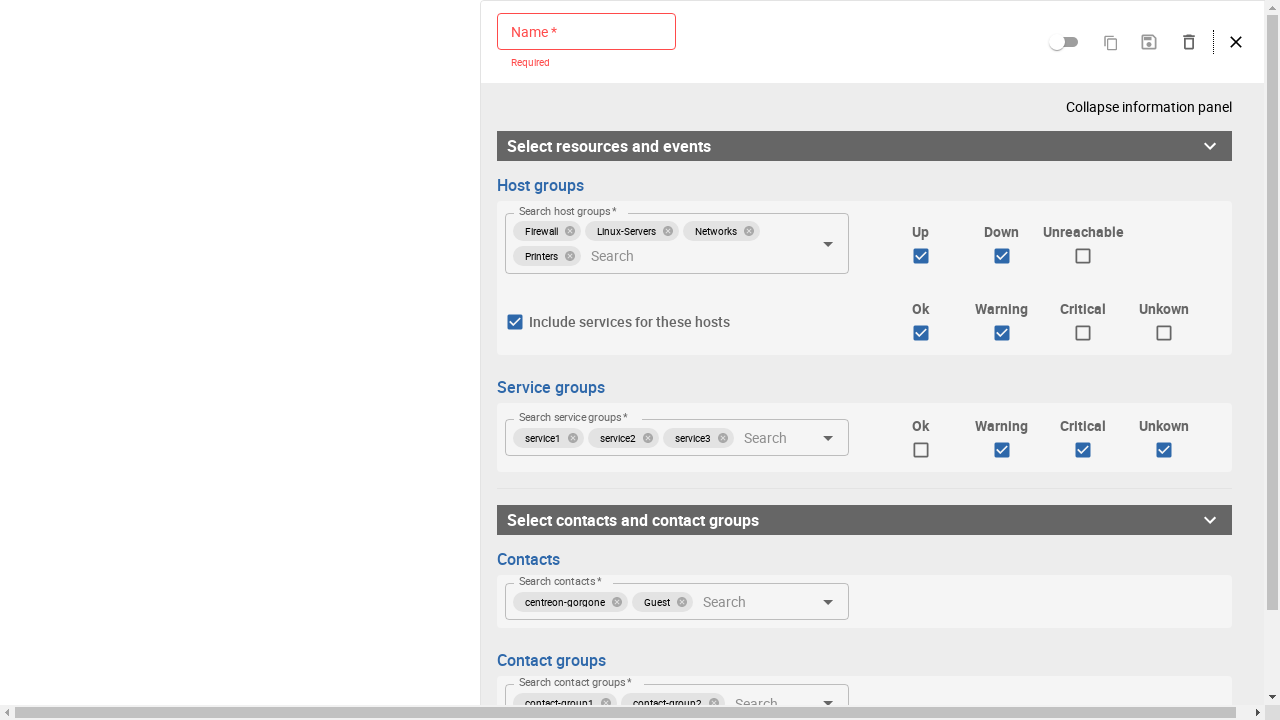 Name *
Required
Collapse information panel
Select resources and events
Host groups
Search host groups *
Firewall Linux-Servers Networks
Printers Search
Up Down Unreachable
Include services for these hosts
Ok Warning Critical Unkown
Service groups
Search service groups *
service1 service2 service3 Search
Ok Warning Critical Unkown
Select contacts and contact groups
Contacts
Search contacts *
centreon-gorgone Guest Search
Contact groups
Search contact groups *
contact-group1 contact-group2 Search